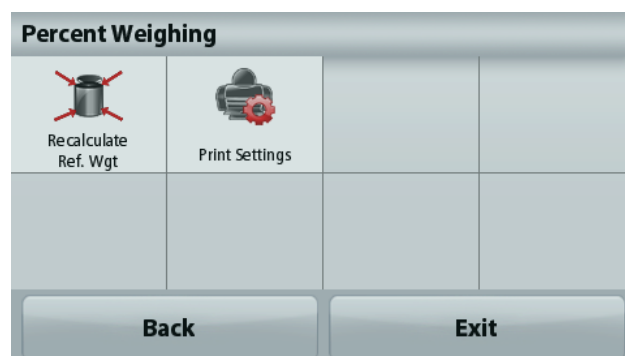 Percent Weighing
Recalculate
Ref. Wgt
Print Settings
Back
Exit